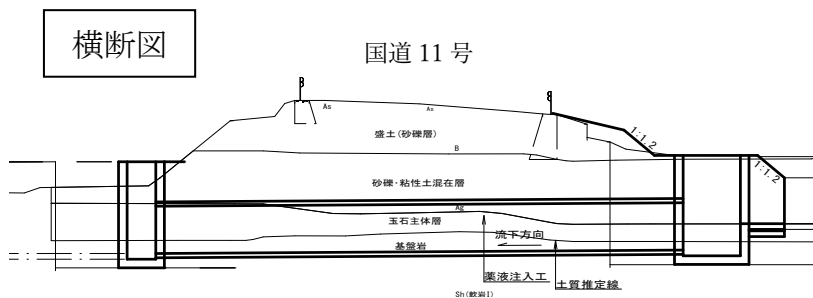 横断図
国道 11 号
As
As
盛土(砂礫層)
1:1.2
B
1:1.2
砂礫・粘性土混在層
Ag
玉石主体層
流下方向
基盤岩
薬液注入工
土質推定線
Sh(軟岩Ⅰ)